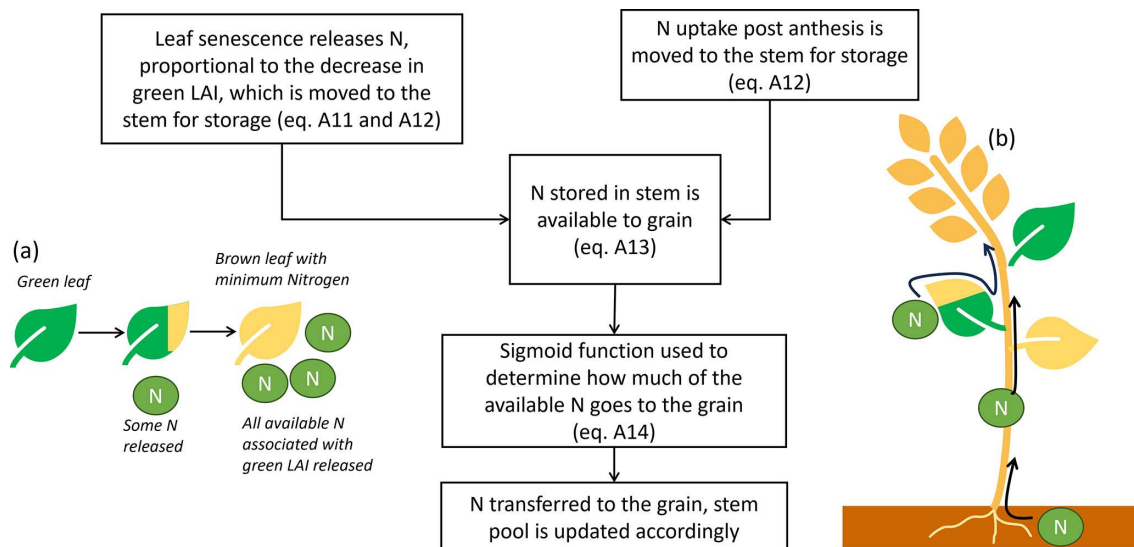 Leaf senescence releases N,
proportional to the decrease in
green LAI, which is moved to the
stem for storage (eq. A11 and A12)
N uptake post anthesis is
moved to the stem for storage
(eq. A12)
N stored in stem is
available to grain
(eq. A13)
Sigmoid function used to
determine how much of the
available N goes to the grain
(eq. A14)
N transferred to the grain, stem
pool is updated accordingly
(a)
Green leaf
Brown leaf with
minimum Nitrogen
N
N
N
N
Some N
released
All available N
associated with
green LAI released
(b)
N
N
N